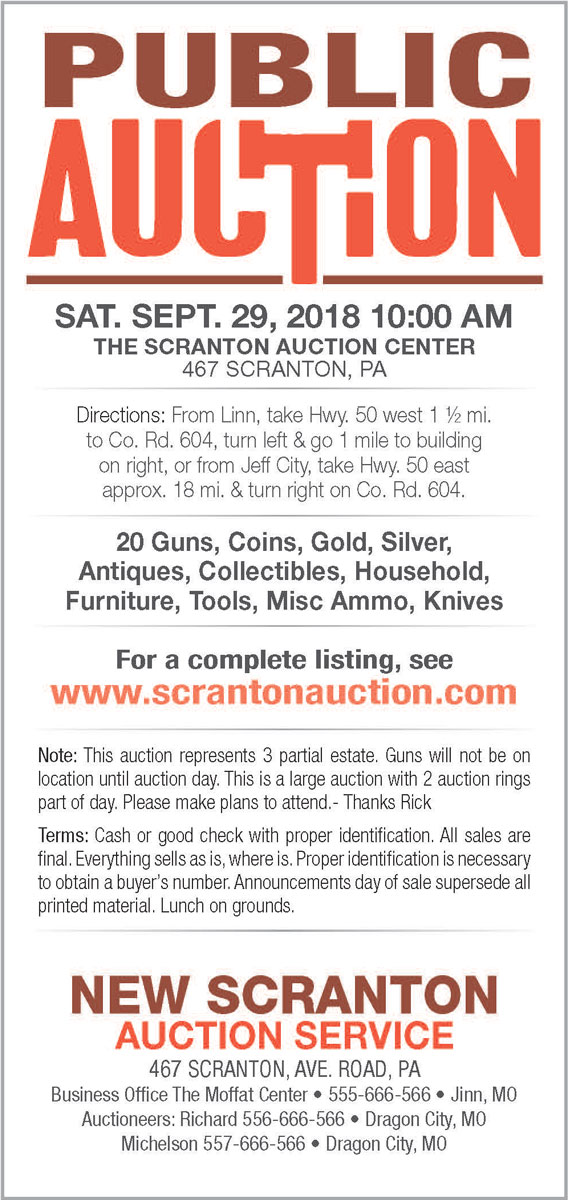 PUBLIC
AUCTION
SAT. SEPT. 29, 2018 10:00 AM
THE SCRANTON AUCTION CENTER
467 SCRANTON, PA
Directions: From Linn, take Hwy. 50 west 1 ½ mi.
to Co. Rd. 604, turn left & go 1 mile to building
on right, or from Jeff City, take Hwy. 50 east
approx. 18 mi. & turn right on Co. Rd. 604.
20 Guns, Coins, Gold, Silver,
Antiques, Collectibles, Household,
Furniture, Tools, Misc Ammo, Knives
For a complete listing, see
www.scrantonauction.com
Note: This auction represents 3 partial estate. Guns will not be on
location until auction day. This is a large auction with 2 auction rings
part of day. Please make plans to attend.- Thanks Rick
Terms: Cash or good check with proper identification. All sales are
final. Everything sells as is, where is. Proper identification is necessary
to obtain a buyer's number. Announcements day of sale supersede all
printed material. Lunch on grounds.
NEW SCRANTON
AUCTION SERVICE
467 SCRANTON, AVE. ROAD, PA
Business Office The Moffat Center • 555-666-566 • Jinn, MO
Auctioneers: Richard 556-666-566 • Dragon City, MO
Michelson 557-666-566 • Dragon City, MO